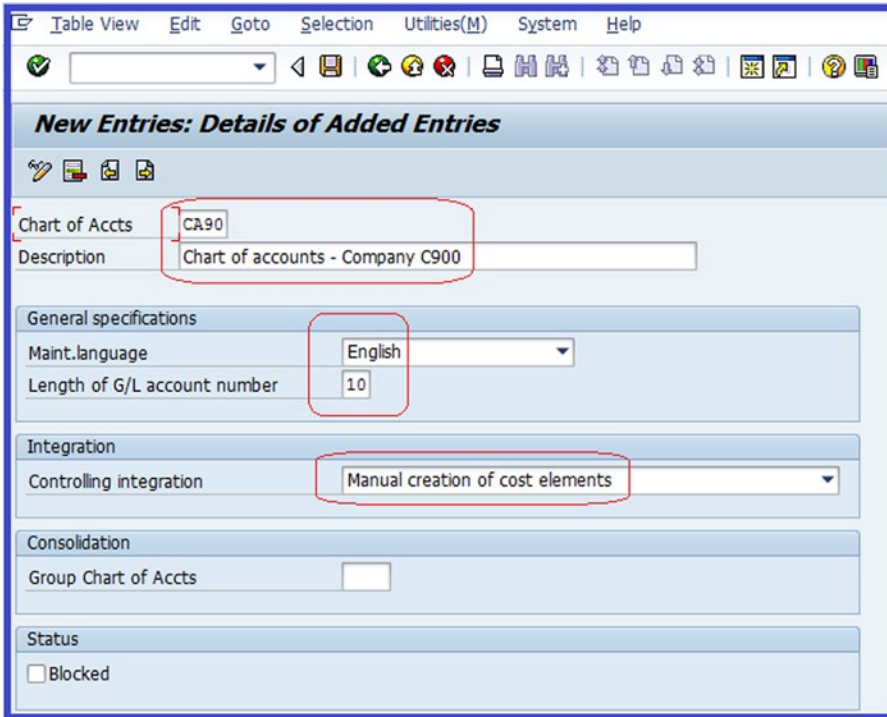 Table View Edit Goto Selection Utilities(M) System Help
New Entries: Details of Added Entries
Chart of Accts CA90
Description Chart of accounts - Company C900
General specifications
Maint.language English
Length of G/L account number 10
Integration
Controlling integration Manual creation of cost elements
Consolidation
Group Chart of Accts
Status
Blocked